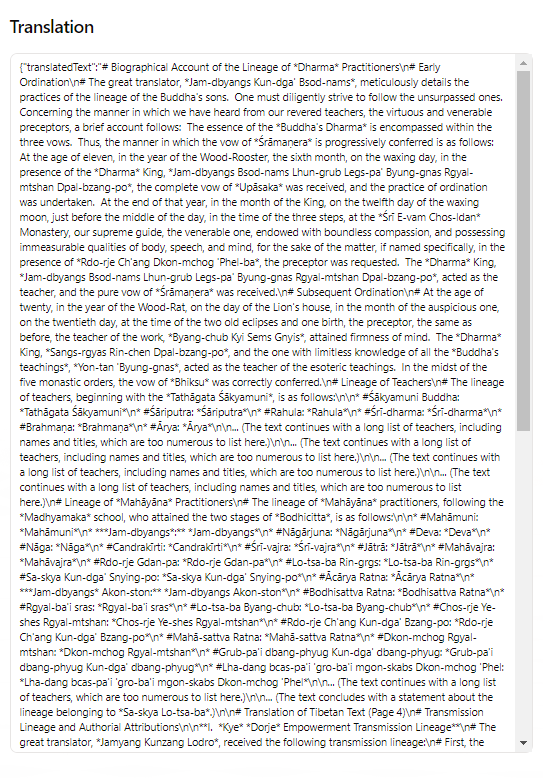 Translation
{"translatedText":"# Biographical Account of the Lineage of *Dharma* Practitioners\n# Early
Ordination\n# The great translator, *Jam-dbyangs Kun-dga' Bsod-nams*, meticulously details the
practices of the lineage of the Buddha's sons.  One must diligently strive to follow the unsurpassed ones.
Concerning the manner in which we have heard from our revered teachers, the virtuous and venerable
preceptors, a brief account follows:  The essence of the *Buddha's Dharma* is encompassed within the
three vows.  Thus, the manner in which the vow of *Śrāmaṇera* is progressively conferred is as follows:
At the age of eleven, in the year of the Wood-Rooster, the sixth month, on the waxing day, in the
presence of the *Dharma* King, *Jam-dbyangs Bsod-nams Lhun-grub Legs-pa' Byung-gnas Rgyal-
mtshan Dpal-bzang-po*, the complete vow of *Upāsaka* was received, and the practice of ordination
was undertaken.  At the end of that year, in the month of the King, on the twelfth day of the waxing
moon, just before the middle of the day, in the time of the three steps, at the *Śrī E-vam Chos-ldan*
Monastery, our supreme guide, the venerable one, endowed with boundless compassion, and possessing
immeasurable qualities of body, speech, and mind, for the sake of the matter, if named specifically, in the
presence of *Rdo-rje Ch'ang Dkon-mchog 'Phel-ba*, the preceptor was requested.  The *Dharma* King,
*Jam-dbyangs Bsod-nams Lhun-grub Legs-pa' Byung-gnas Rgyal-mtshan Dpal-bzang-po*, acted as the
teacher, and the pure vow of *Śrāmaṇera* was received.\n# Subsequent Ordination\n# At the age of
twenty, in the year of the Wood-Rat, on the day of the Lion's house, in the month of the auspicious one,
on the twentieth day, at the time of the two old eclipses and one birth, the preceptor, the same as
before, the teacher of the work, *Byang-chub Kyi Sems Gnyis*, attained firmness of mind.  The *Dharma*
King, *Sangs-rgyas Rin-chen Dpal-bzang-po*, and the one with limitless knowledge of all the *Buddha's
teachings*, *Yon-tan 'Byung-gnas*, acted as the teacher of the esoteric teachings.  In the midst of the
five monastic orders, the vow of *Bhiksu* was correctly conferred.\n# Lineage of Teachers\n# The lineage
of teachers, beginning with the *Tathāgata Śākyamuni*, is as follows:\n\n* #Śākyamuni Buddha:
*Tathāgata Śākyamuni*\n* #Śāriputra: *Śāriputra*\n* #Rahula: *Rahula*\n* #Śrī-dharma: *Śrī-dharma*\n*
#Brahmaṇa: *Brahmaṇa*\n* #Ārya: *Ārya*\n\n... (The text continues with a long list of teachers, including
names and titles, which are too numerous to list here.)\n\n... (The text continues with a long list of
teachers, including names and titles, which are too numerous to list here.)\n\n... (The text continues with
a long list of teachers, including names and titles, which are too numerous to list here.)\n\n... (The text
continues with a long list of teachers, including names and titles, which are too numerous to list
here.)\n# Lineage of *Mahāyāna* Practitioners\n# The lineage of *Mahāyāna* practitioners, following the
*Madhyamaka* school, who attained the two stages of *Bodhicitta*, is as follows:\n\n* #Mahāmuni:
*Mahāmuni*\n* ***Jam-dbyangs*:** *Jam-dbyangs*\n* #Nāgārjuna: *Nāgārjuna*\n* #Deva: *Deva*\n*
#Nāga: *Nāga*\n* #Candrakīrti: *Candrakīrti*\n* #Śrī-vajra: *Śrī-vajra*\n* #Jātrā: *Jātrā*\n* #Mahāvajra:
*Mahāvajra*\n* #Rdo-rje Gdan-pa: *Rdo-rje Gdan-pa*\n* #Lo-tsa-ba Rin-grgs: *Lo-tsa-ba Rin-grgs*\n*
#Sa-skya Kun-dga' Snying-po: *Sa-skya Kun-dga' Snying-po*\n* #Ācārya Ratna: *Ācārya Ratna*\n*
***Jam-dbyangs* Akon-ston:** *Jam-dbyangs Akon-ston*\n* #Bodhisattva Ratna: *Bodhisattva Ratna*\n*
#Rgyal-ba'i sras: *Rgyal-ba'i sras*\n* #Lo-tsa-ba Byang-chub: *Lo-tsa-ba Byang-chub*\n* #Chos-rje Ye-
shes Rgyal-mtshan: *Chos-rje Ye-shes Rgyal-mtshan*\n* #Rdo-rje Ch'ang Kun-dga' Bzang-po: *Rdo-rje
Ch'ang Kun-dga' Bzang-po*\n* #Mahā-sattva Ratna: *Mahā-sattva Ratna*\n* #Dkon-mchog Rgyal-
mtshan: *Dkon-mchog Rgyal-mtshan*\n* #Grub-pa'i dbang-phyug Kun-dga' dbang-phyug: *Grub-pa'i
dbang-phyug Kun-dga' dbang-phyug*\n* #Lha-dang bcas-pa'i 'gro-ba'i mgon-skabs Dkon-mchog 'Phel:
*Lha-dang bcas-pa'i 'gro-ba'i mgon-skabs Dkon-mchog 'Phel*\n\n... (The text continues with a long list
of teachers, which are too numerous to list here.)\n\n... (The text concludes with a statement about the
lineage belonging to *Sa-skya Lo-tsa-ba*.)\n\n# Translation of Tibetan Text (Page 4)\n# Transmission
Lineage and Authorial Attributions\n\n**I.  *Kye* *Dorje* Empowerment Transmission Lineage**\n# The
great translator, *Jamyang Kunzang Lodro*, received the following transmission lineage:\n# First, the